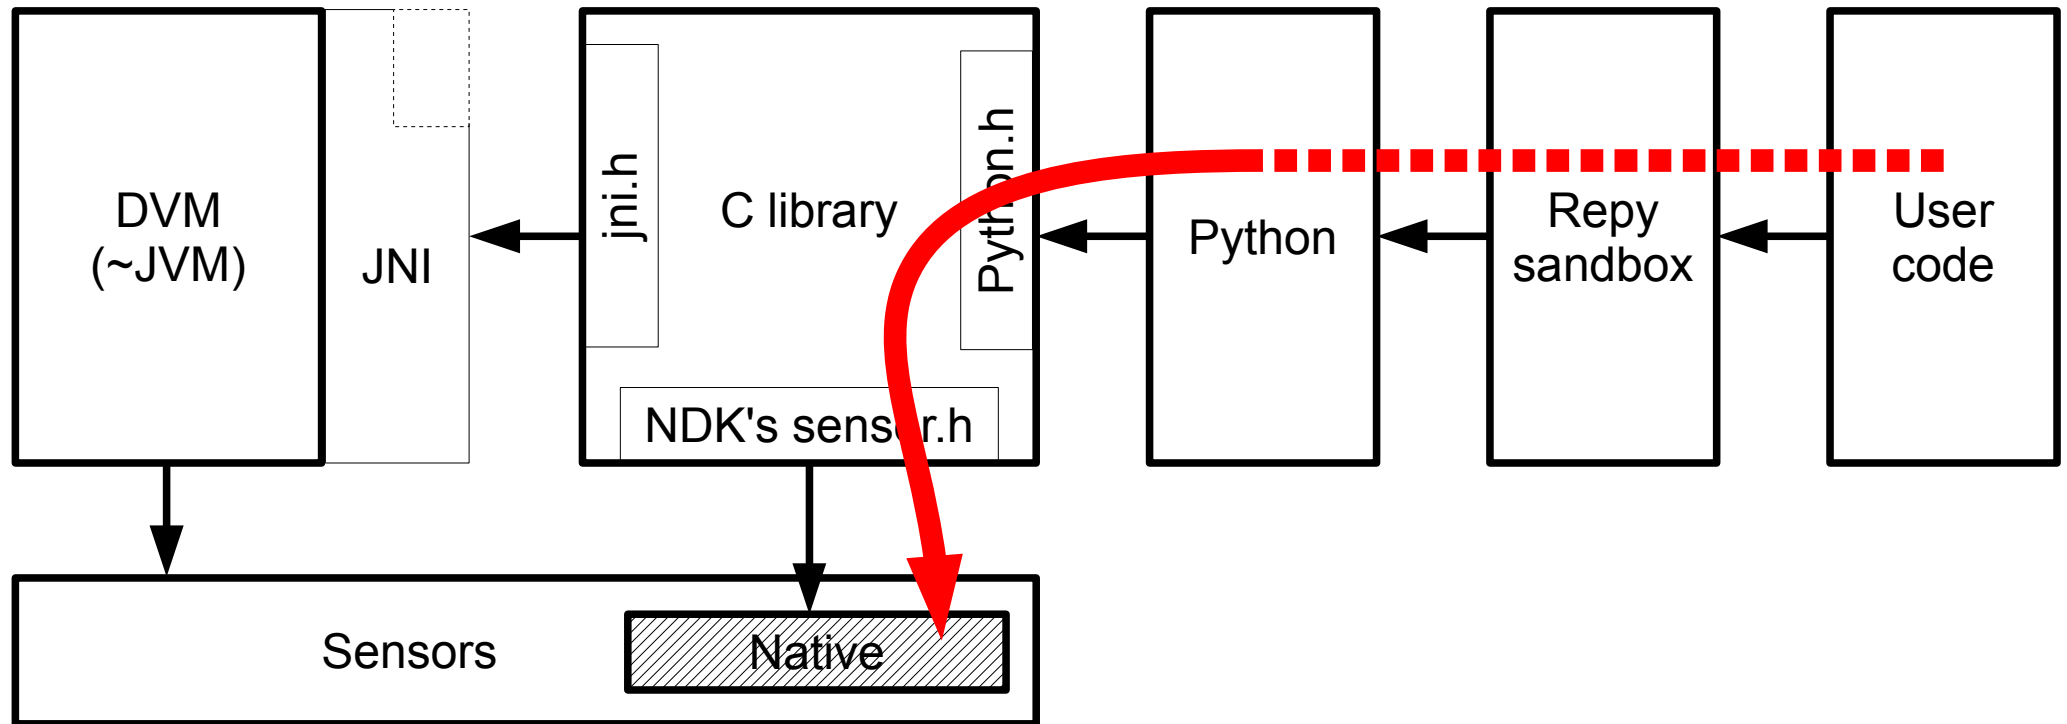 DVM
(~JVM)
JNI
jni.h
C library
Python.h
NDK's sensor.h
Python
Repy
sandbox
User
code
Sensors
Native